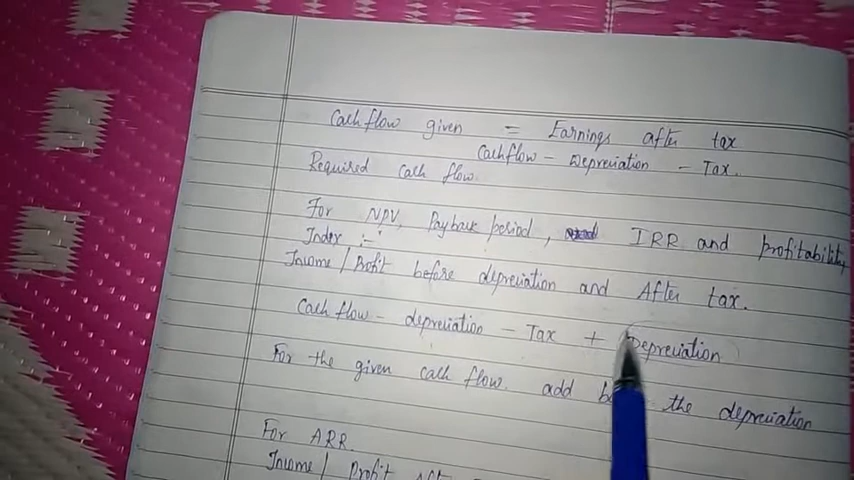 Cash flow given = Earnings after tax
Cashflow - Depreciation - Tax.
Required cash flow.
For NPV, Payback period, IRR and profitability
Index :-
Income / Profit before depreciation and After tax.
Cash flow - depreciation - Tax + Depreciation
For the given cash flow. add the depreciation
For ARR.
Income / Profit